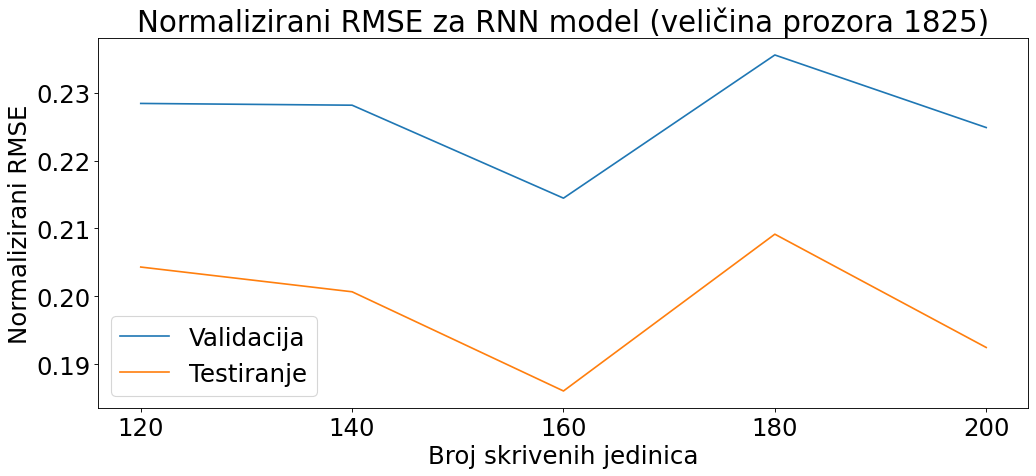 Normalizirani RMSE za RNN model (veličina prozora 1825)
Normalizirani RMSE
0.23
0.22
0.21
0.20
0.19
Validacija
Testiranje
120 140 160 180 200
Broj skrivenih jedinica